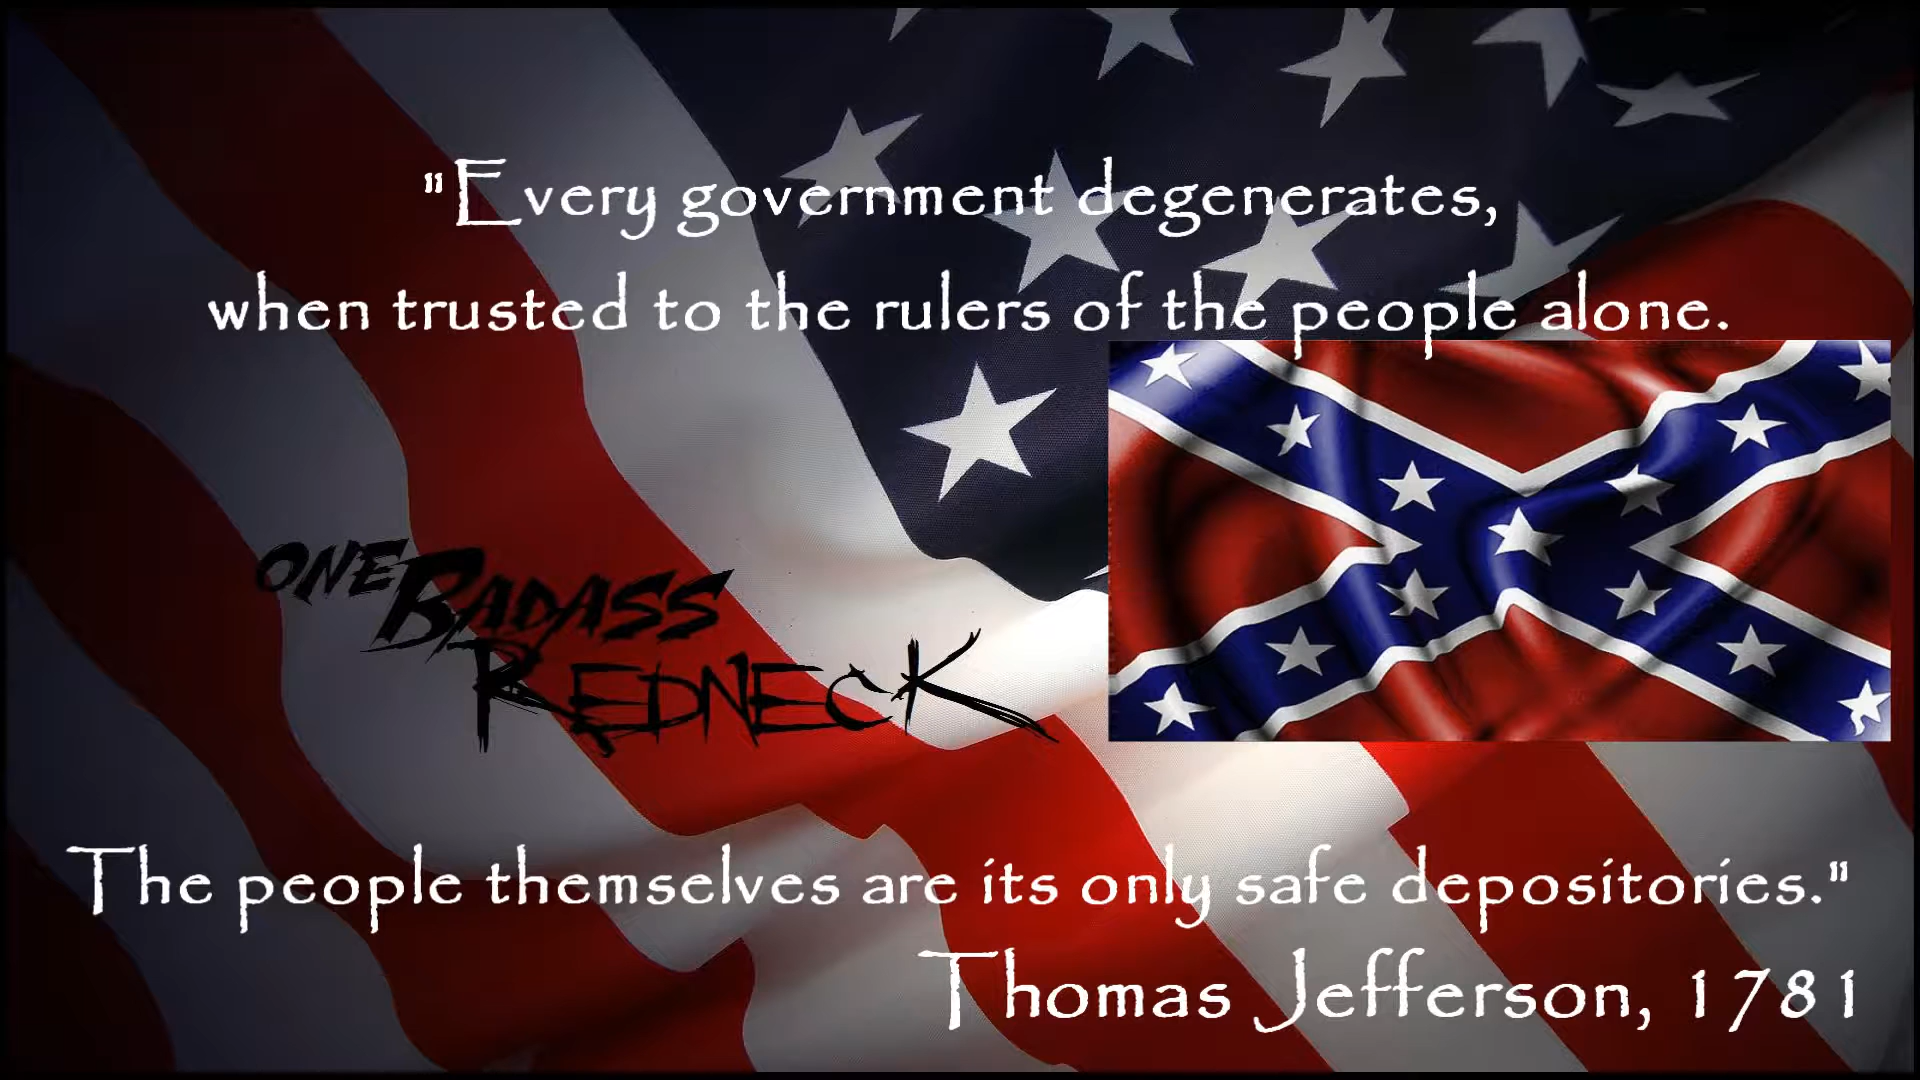 "Every government degenerates,
when trusted to the rulers of the people alone.
ONE BADASS
REDNECK
The people themselves are its only safe depositories."
Thomas Jefferson, 1781